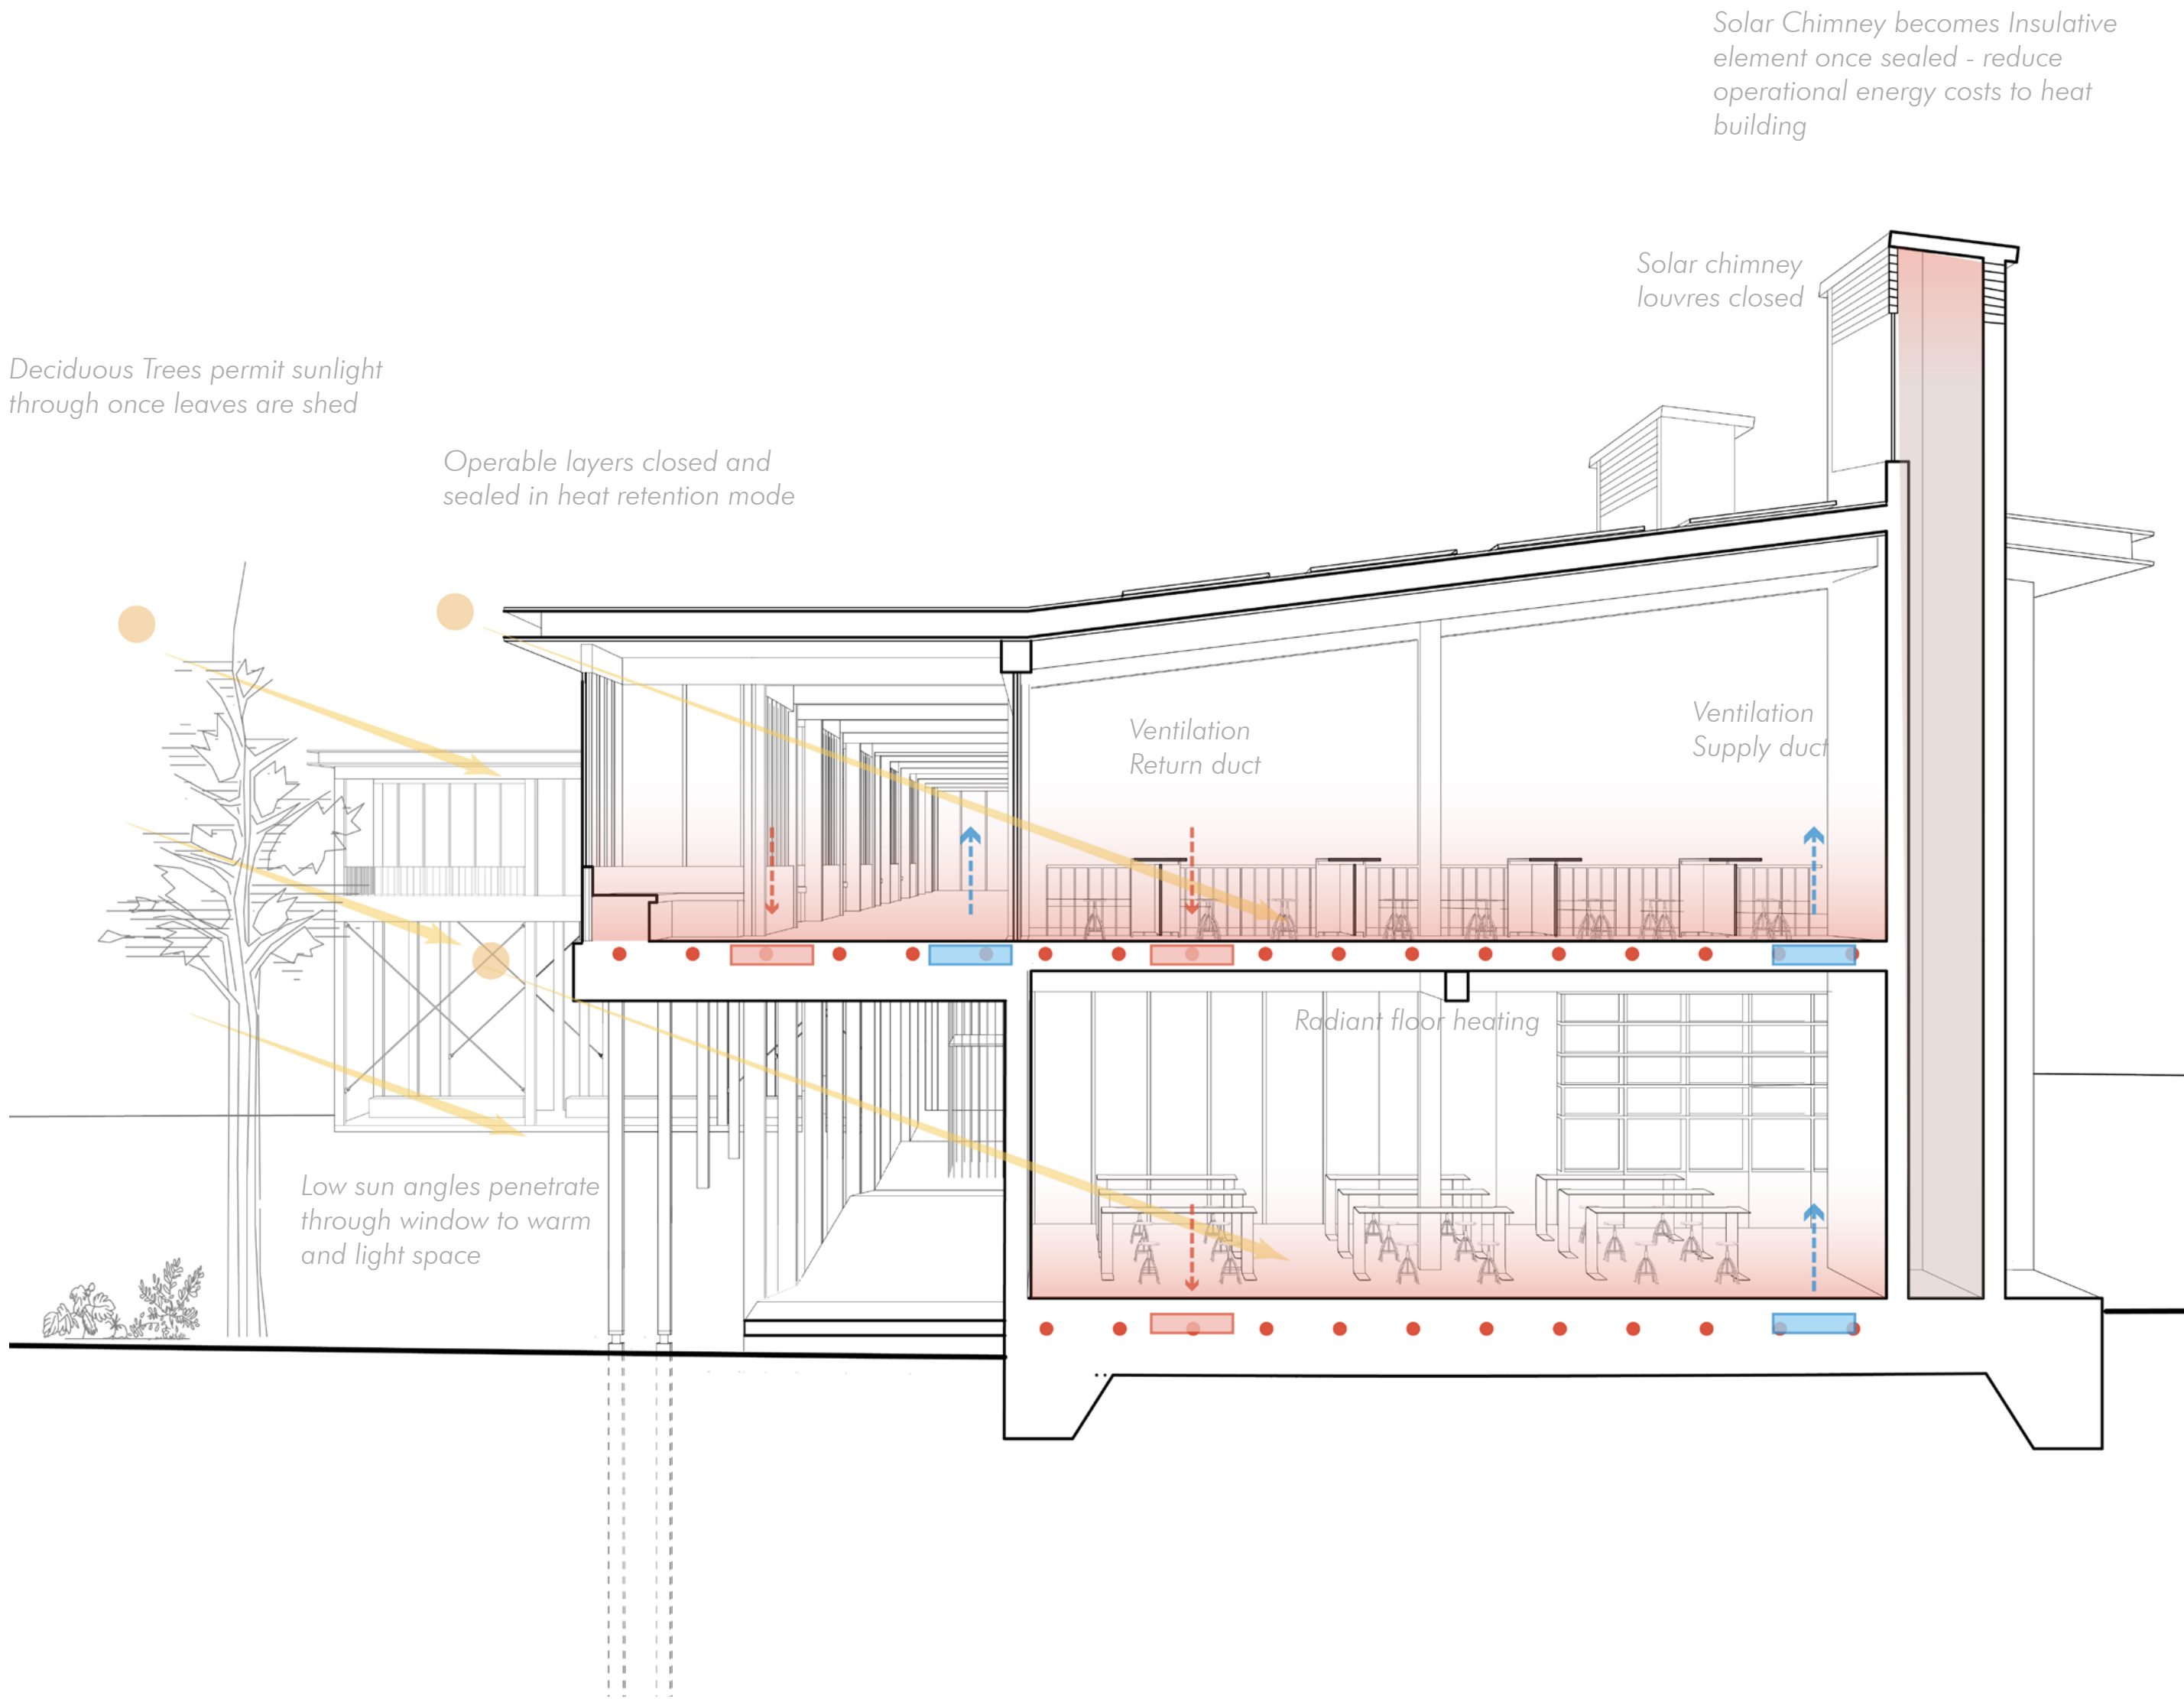 Solar Chimney becomes Insulative
element once sealed - reduce
operational energy costs to heat
building
Solar chimney
louvres closed
Deciduous Trees permit sunlight
through once leaves are shed
Operable layers closed and
sealed in heat retention mode
Ventilation
Return duct
Ventilation
Supply duct
Radiant floor heating
Low sun angles penetrate
through window to warm
and light space